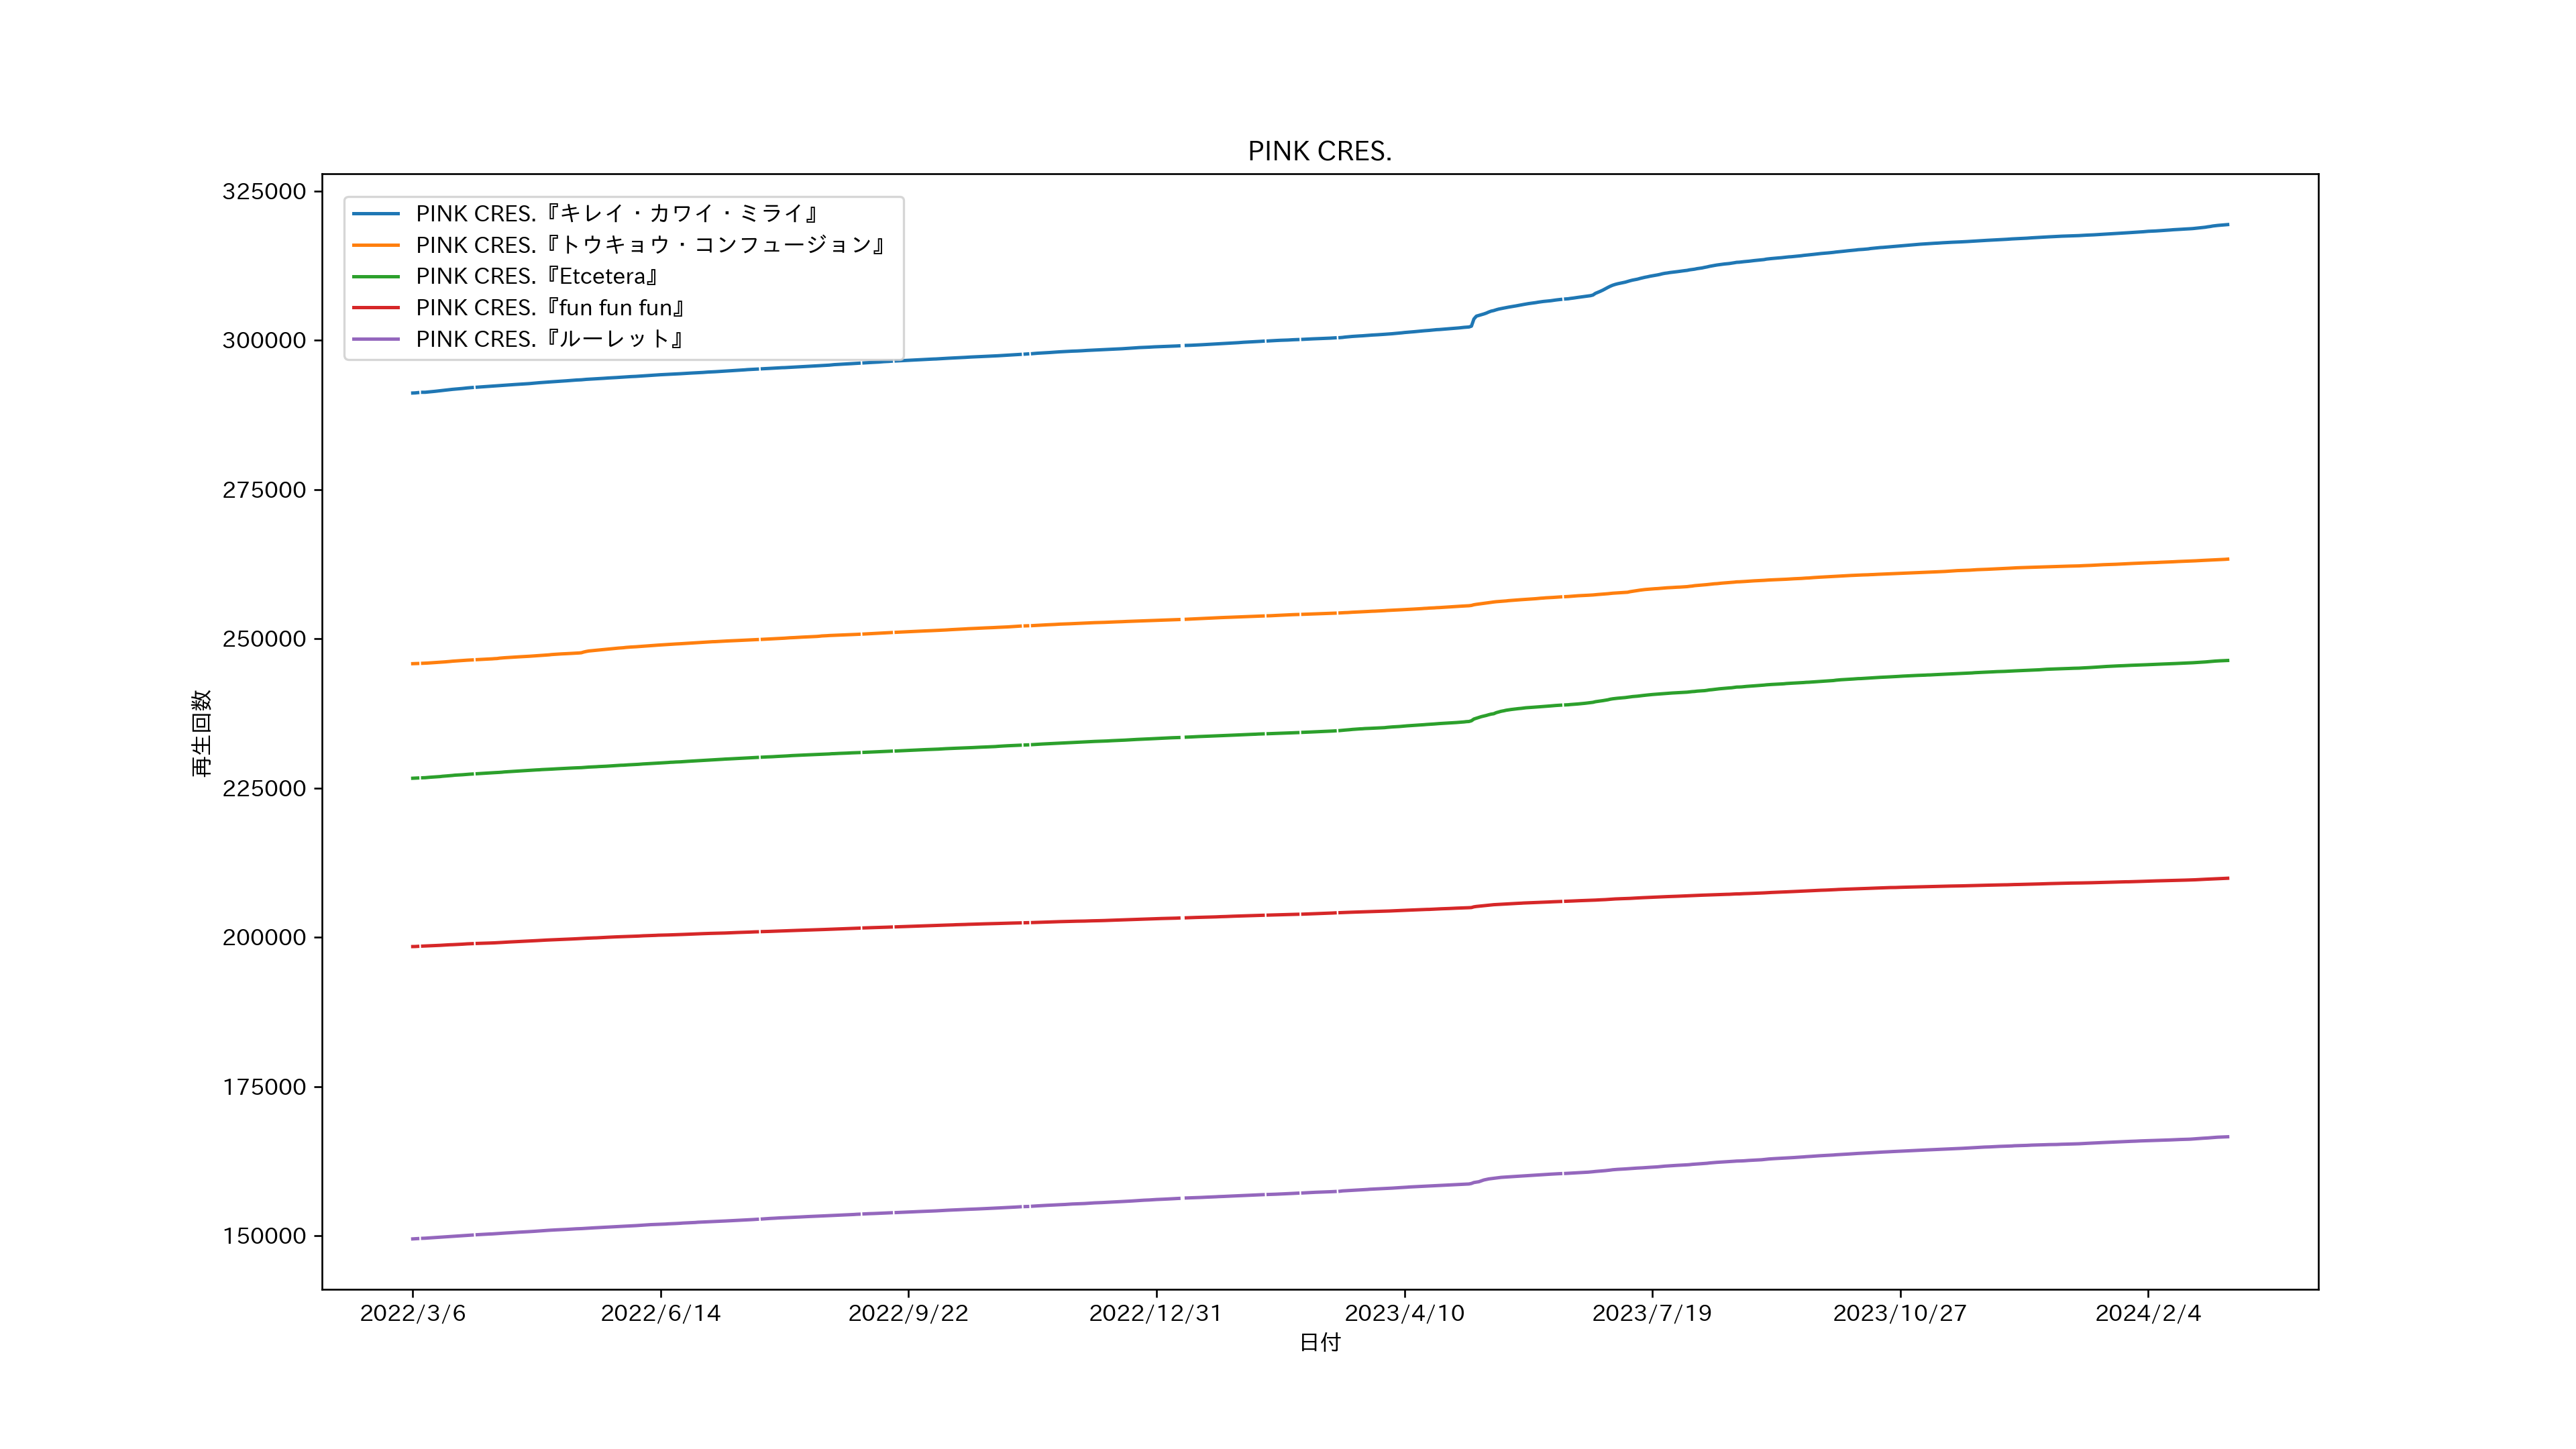 PINK CRES.
325000
300000
275000
250000
225000
200000
175000
150000
再生回数
PINK CRES.『キレイ・カワイ・ミライ』
PINK CRES.『トウキョウ・コンフュージョン』
PINK CRES.『Etcetera』
PINK CRES.『fun fun fun』
PINK CRES.『ルーレット』
2022/3/6 2022/6/14 2022/9/22 2022/12/31 2023/4/10 2023/7/19 2023/10/27 2024/2/4
日付